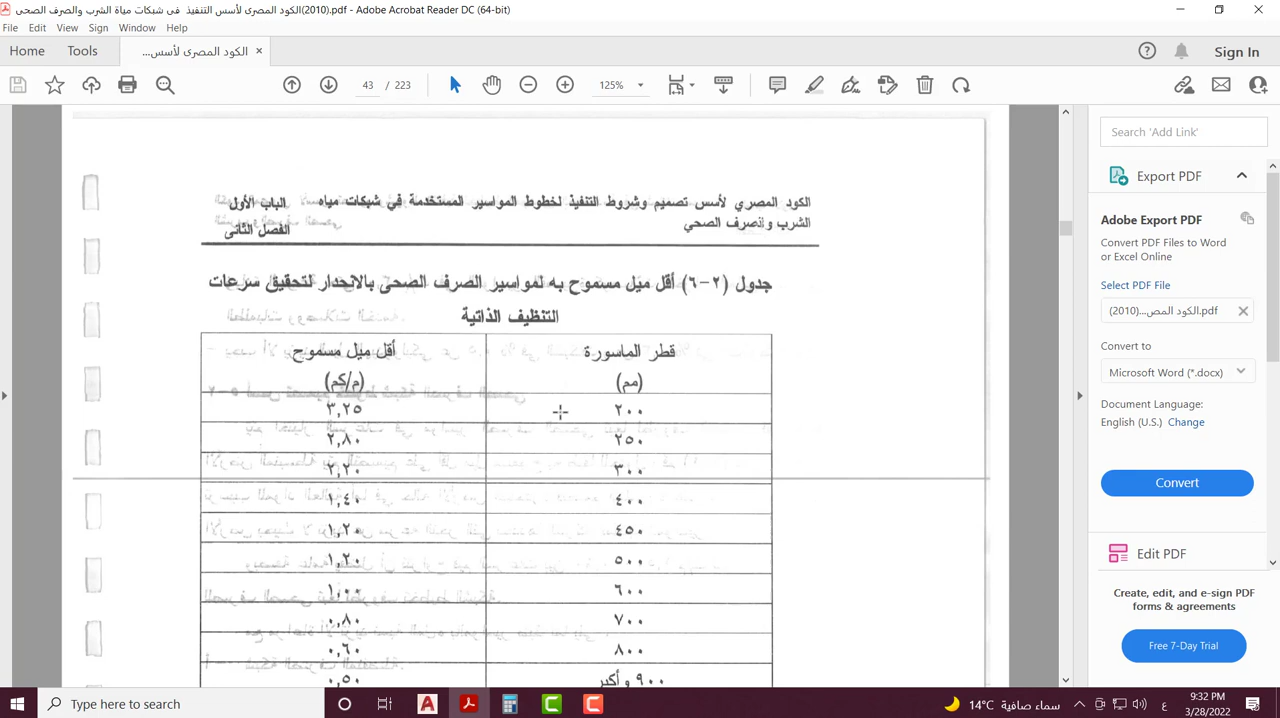 الكود المصرى لأسس التنفيذ فى شبكات مياة الشرب والصرف الصحى(2010).pdf - Adobe Acrobat Reader DC (64-bit)
File Edit View Sign Window Help
Home Tools الكود المصرى لأسس... × Sign In
43 / 223 125%
Search 'Add Link'
Export PDF
Adobe Export PDF
Convert PDF Files to Word
or Excel Online
Select PDF File
الكود المص...(2010).pdf
Convert to
Microsoft Word (*.docx)
Document Language:
English (U.S.) Change
Convert
Edit PDF
Create, edit, and e-sign PDF
forms & agreements
Free 7-Day Trial
الكود المصري لأسس تصميم وشروط التنفيذ لخطوط المواسير المستخدمة في شبكات مياه الباب الأول
الشرب والصرف الصحي الفصل الثانى
جدول (٢-٦) أقل ميل مسموح به لمواسير الصرف الصحى بالانحدار لتحقيق سرعات
التنظيف الذاتية
قطر الماسورة أقل ميل مسموح
(مم) (م/كم)
٢٠٠ ٣,٢٥
٢٥٠ ٢,٨٠
٣٠٠ ٢,٢٠
٤٠٠ ١,٤٠
٤٥٠ ١,٢٠
٥٠٠ ١,٢٠
٦٠٠ ١,٠٠
٧٠٠ ٠,٨٠
٨٠٠ ٠,٦٠
٩٠٠ وأكبر ٠,٥٠
Type here to search
14°C سماء صافية
ع
9:32 PM
3/28/2022